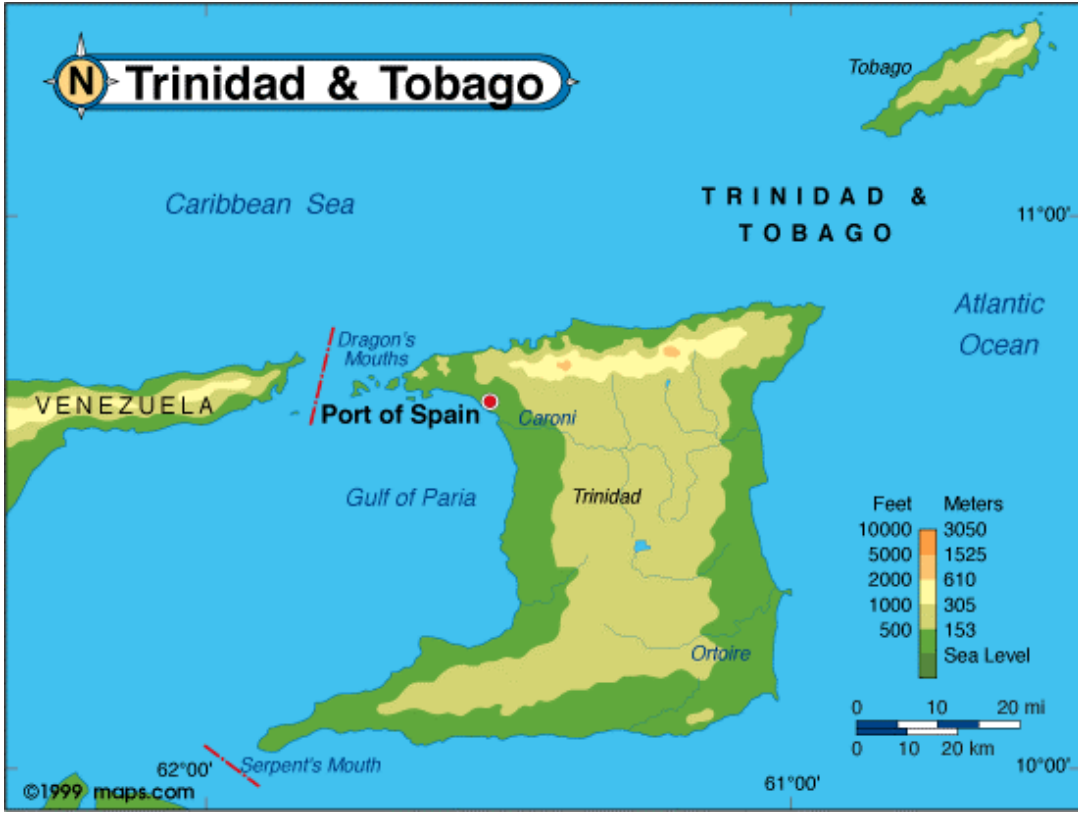 N Trinidad & Tobago
Tobago
Caribbean Sea
TRINIDAD &
TOBAGO
11°00'
Atlantic
Ocean
Dragon's
Mouths
VENEZUELA
Port of Spain
Caroni
Gulf of Paria
Trinidad
Feet Meters
10000 3050
5000 1525
2000 610
1000 305
500 153
Sea Level
Ortoire
0 10 20 mi
0 10 20 km
Serpent's Mouth
62°00'
61°00'
10°00'
©1999 maps.com